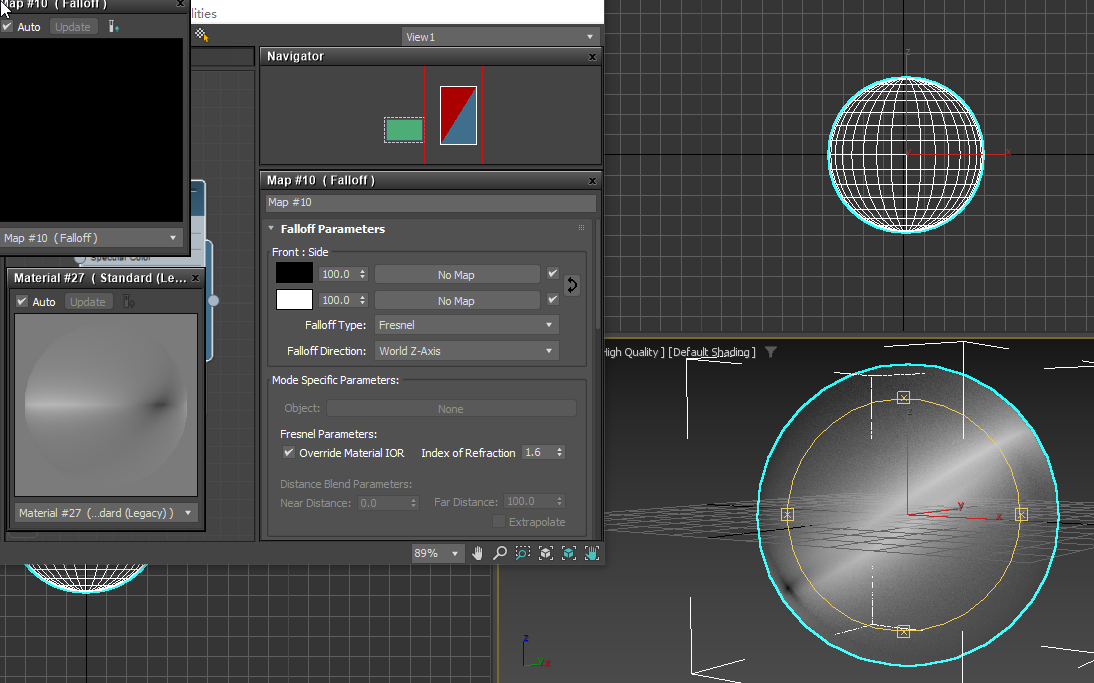 Map #10 ( Falloff )
lities
Auto
Update
View1
Navigator
Map #10 ( Falloff )
Map #10
Falloff Parameters
Front : Side
100.0
No Map
100.0
No Map
Falloff Type:
Fresnel
Falloff Direction:
World Z-Axis
Mode Specific Parameters:
Object:
None
Fresnel Parameters:
Override Material IOR
Index of Refraction
1.6
Distance Blend Parameters:
Near Distance:
0.0
Far Distance:
100.0
Extrapolate
89%
Map #10 ( Falloff )
Specular Color
Material #27 ( Standard (Le...
Auto
Update
Material #27 (...dard (Legacy) )
High Quality ] [Default Shading ]
z
x
z
y
x
z
y
x